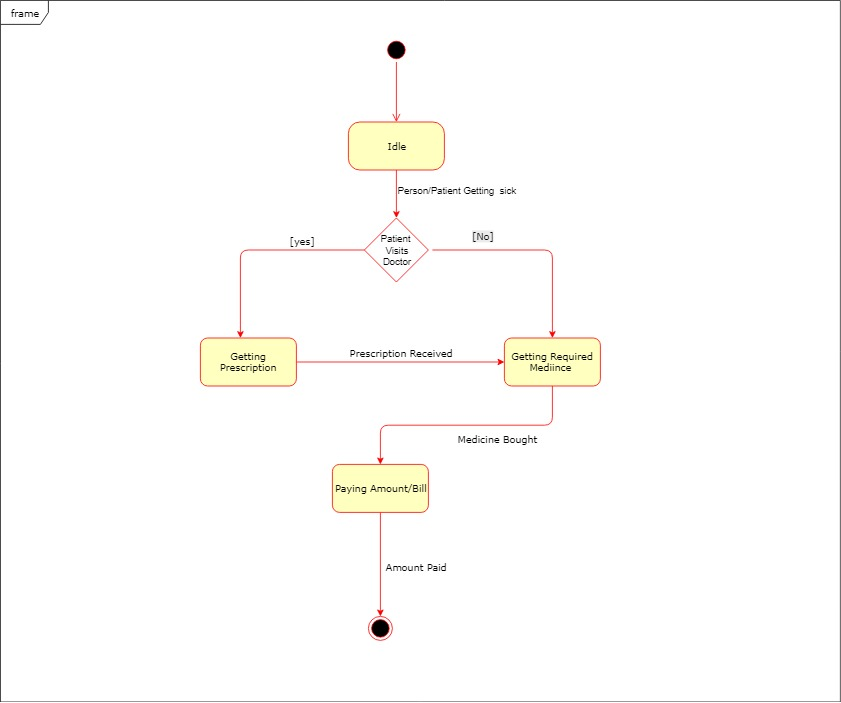 frame
Idle
Person/Patient Getting sick
Patient
Visits
Doctor
[yes]
[No]
Getting
Prescription
Prescription Received
Getting Required
Mediince
Medicine Bought
Paying Amount/Bill
Amount Paid